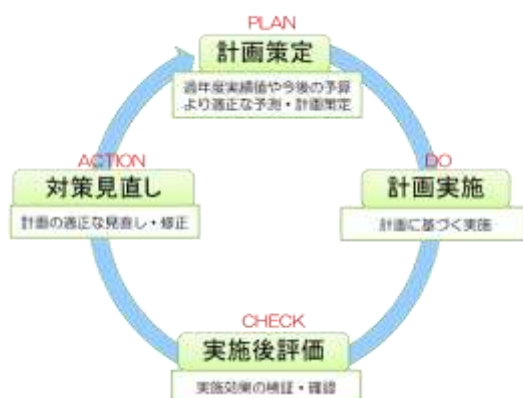 PLAN
計画策定
過年度実績値や今後の予算
より適正な予測・計画策定
DO
計画実施
計画に基づく実施
CHECK
実施後評価
実施効果の検証・確認
ACTION
対策見直し
計画の適正な見直し・修正